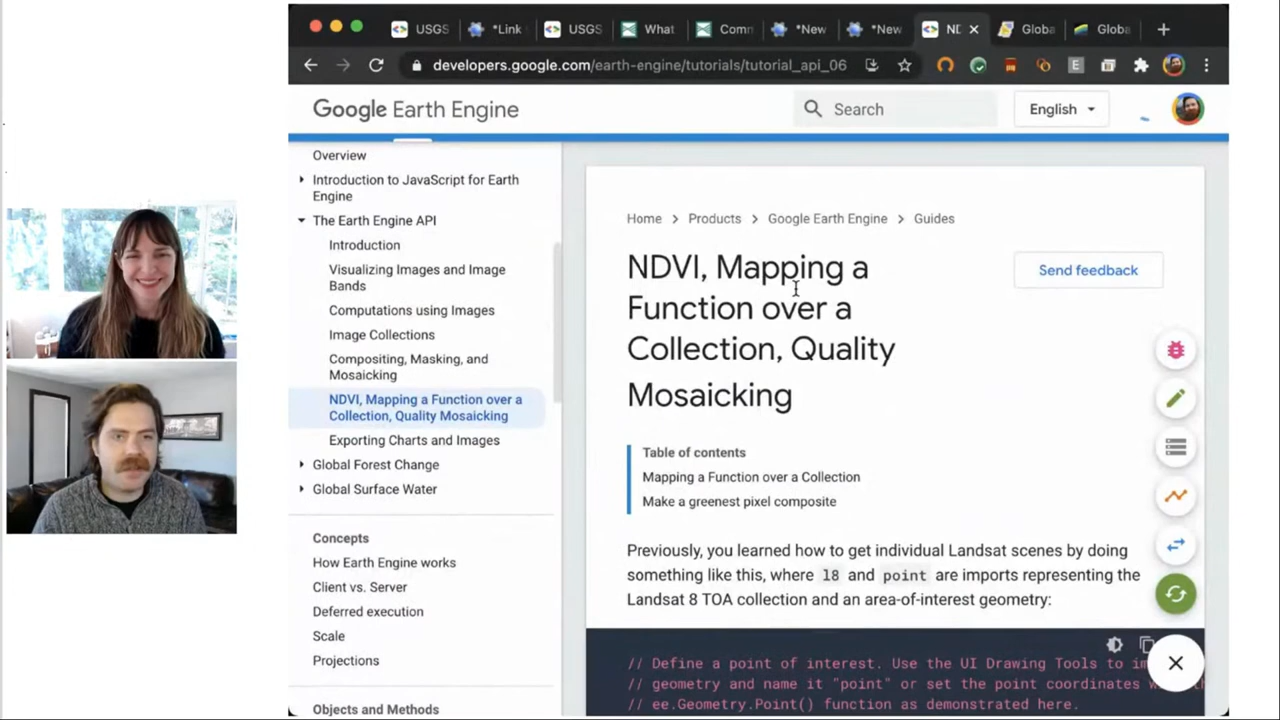 USGS
*Link
USGS
What
Comm
*New
*New
Globa
Globa
developers.google.com/earth-engine/tutorials/tutorial_api_06
Google Earth Engine
Search
English
Overview
Introduction to JavaScript for Earth
Engine
The Earth Engine API
Introduction
Visualizing Images and Image
Bands
Computations using Images
Image Collections
Compositing, Masking, and
Mosaicking
NDVI, Mapping a Function over a
Collection, Quality Mosaicking
Exporting Charts and Images
Global Forest Change
Global Surface Water
Concepts
How Earth Engine works
Client vs. Server
Deferred execution
Scale
Projections
Objects and Methods
Home > Products > Google Earth Engine > Guides
NDVI, Mapping a
Function over a
Collection, Quality
Mosaicking
Send feedback
Table of contents
Mapping a Function over a Collection
Make a greenest pixel composite
Previously, you learned how to get individual Landsat scenes by doing
something like this, where l8 and point are imports representing the
Landsat 8 TOA collection and an area-of-interest geometry:
// Define a point of interest. Use the UI Drawing Tools to im
// geometry and name it "point" or set the point coordinates w
// ee.Geometry.Point() function as demonstrated here.